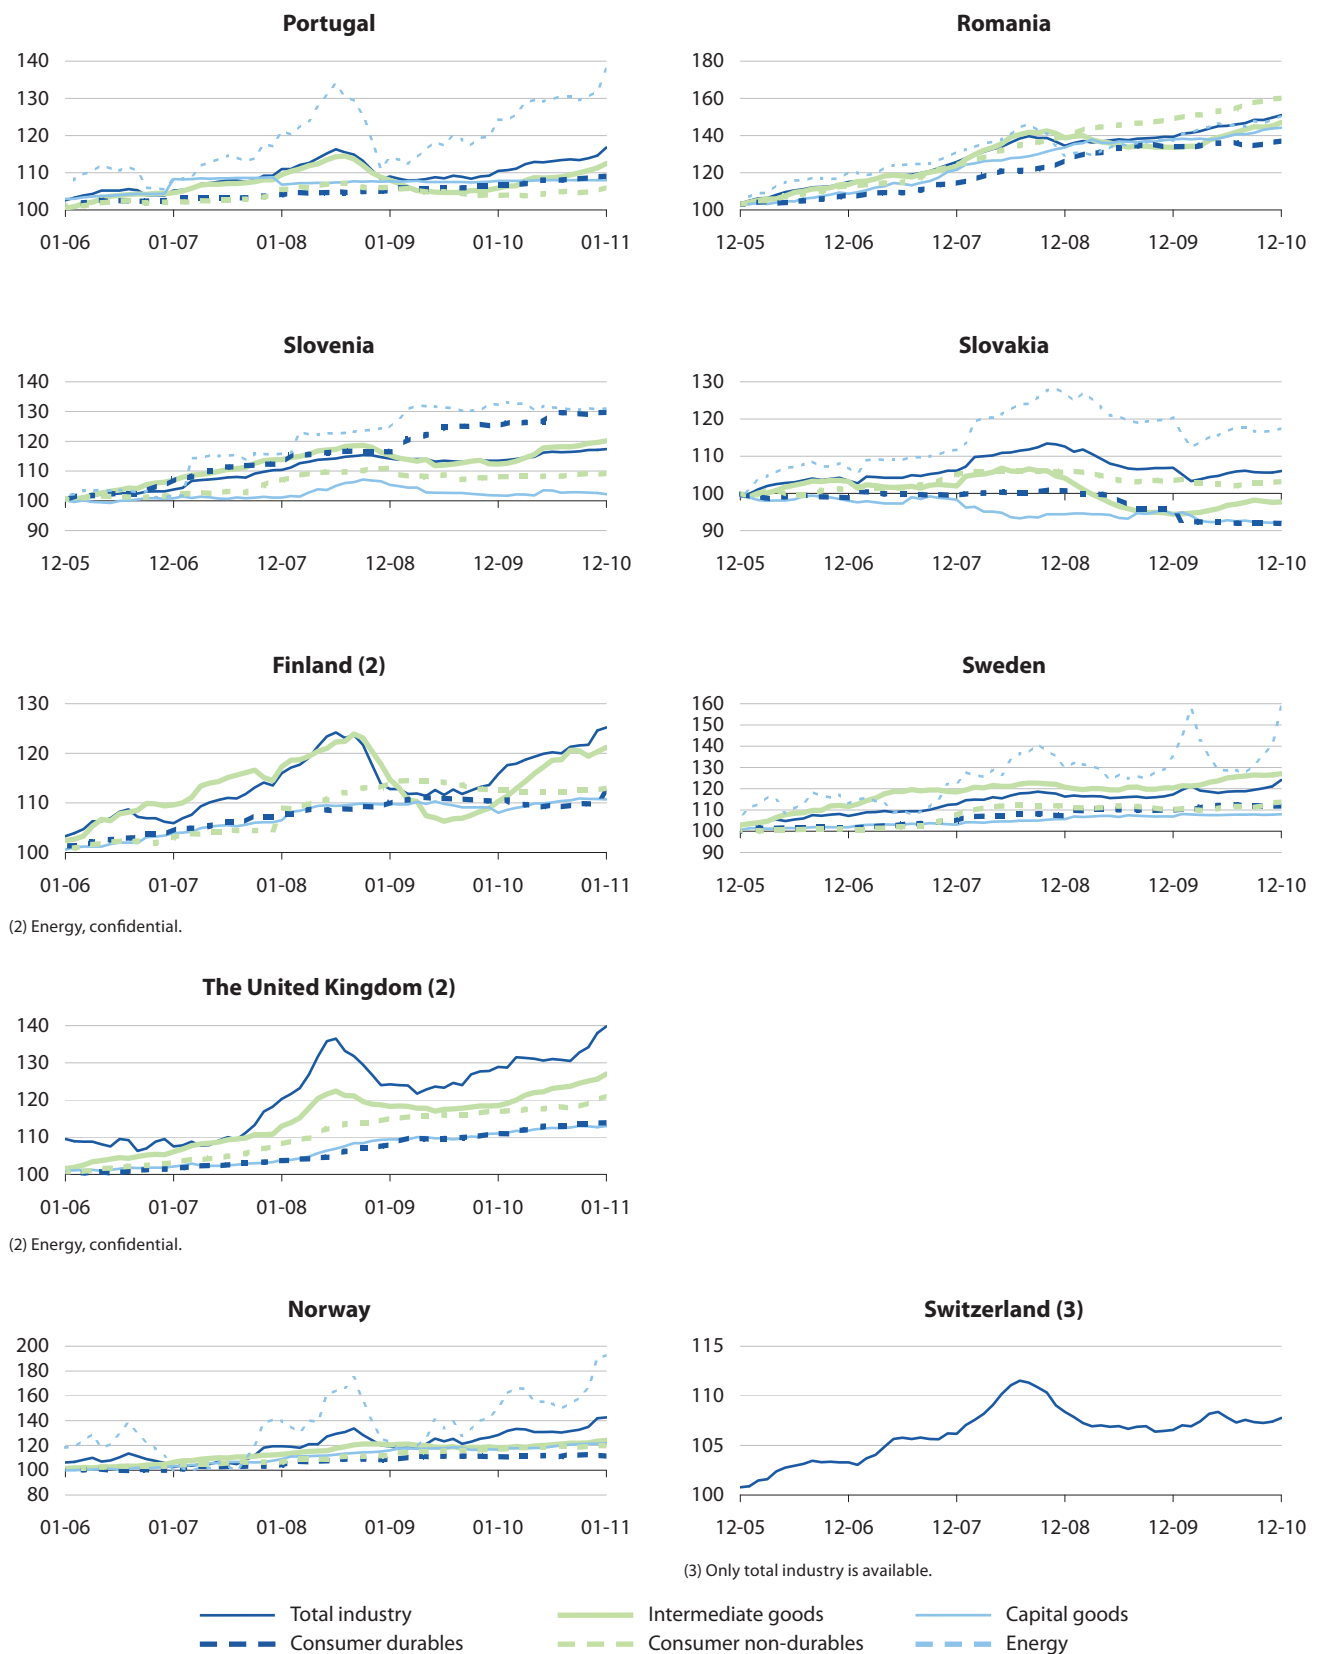 Portugal
140
130
120
110
100
01-06 01-07 01-08 01-09 01-10 01-11
Romania
180
160
140
120
100
12-05 12-06 12-07 12-08 12-09 12-10
Slovenia
140
130
120
110
100
90
12-05 12-06 12-07 12-08 12-09 12-10
Slovakia
130
120
110
100
90
12-05 12-06 12-07 12-08 12-09 12-10
Finland (2)
130
120
110
100
01-06 01-07 01-08 01-09 01-10 01-11
(2) Energy, confidential.
Sweden
160
150
140
130
120
110
100
90
12-05 12-06 12-07 12-08 12-09 12-10
The United Kingdom (2)
140
130
120
110
100
01-06 01-07 01-08 01-09 01-10 01-11
(2) Energy, confidential.
Norway
200
180
160
140
120
100
80
01-06 01-07 01-08 01-09 01-10 01-11
Switzerland (3)
115
110
105
100
12-05 12-06 12-07 12-08 12-09 12-10
(3) Only total industry is available.
Total industry Intermediate goods Capital goods
Consumer durables Consumer non-durables Energy